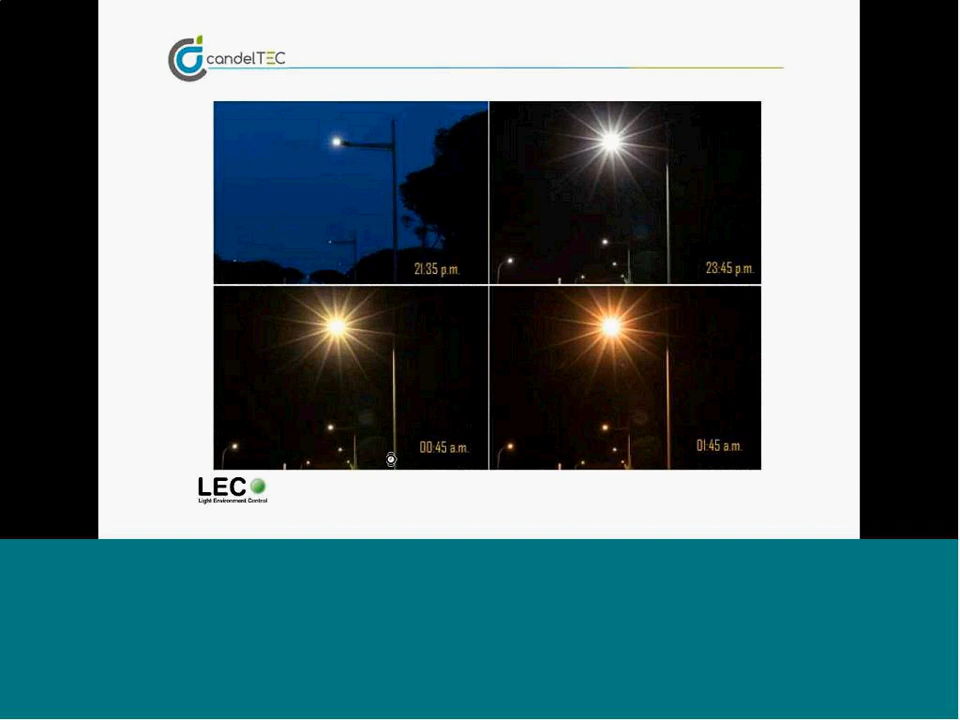 candelTEC
21:35 p.m.
23:45 p.m.
00:45 a.m.
01:45 a.m.
LEC
Light Environment Control